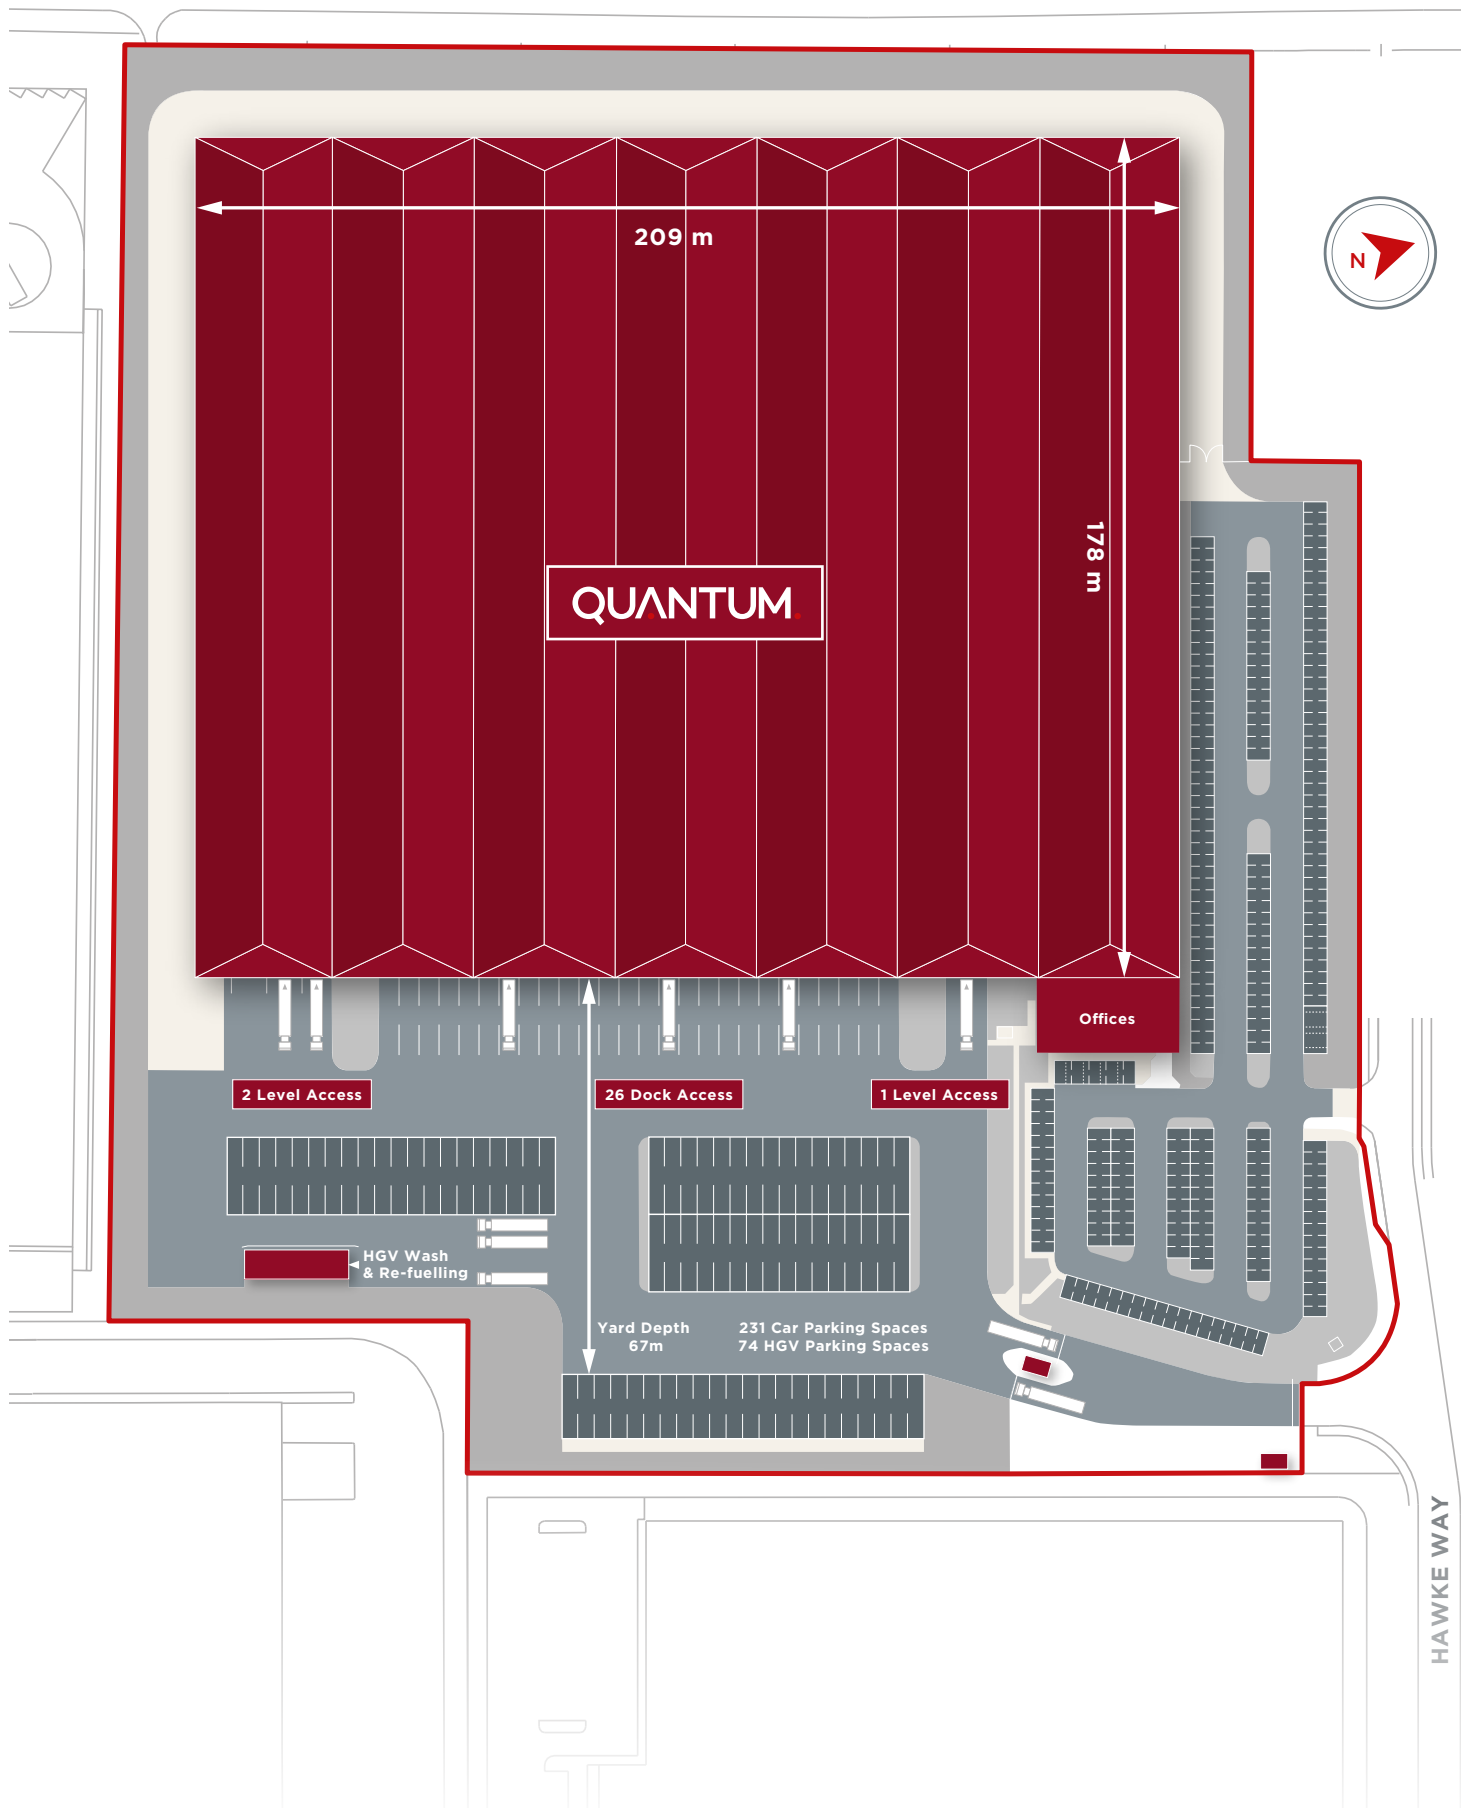 209 m
N
178 m
QUANTUM.
Offices
2 Level Access
26 Dock Access
1 Level Access
HGV Wash
& Re-fuelling
Yard Depth
67m
231 Car Parking Spaces
74 HGV Parking Spaces
HAWKE WAY